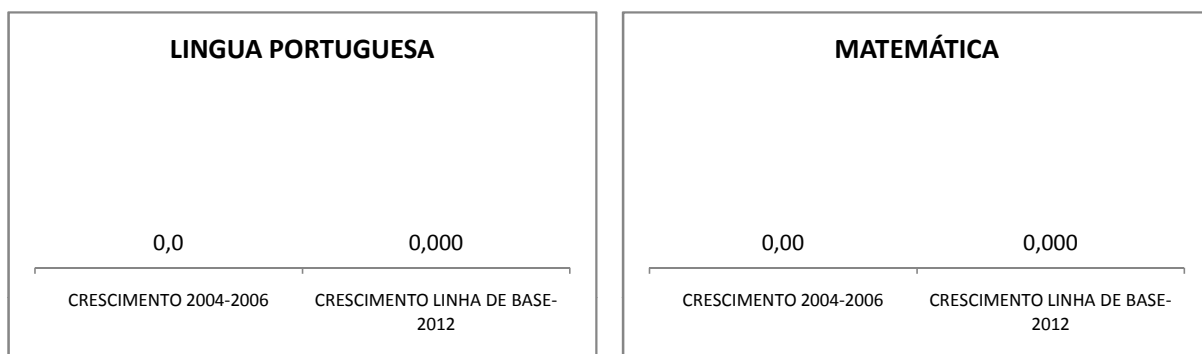 LINGUA PORTUGUESA
0,0
0,000
CRESCIMENTO 2004-2006
CRESCIMENTO LINHA DE BASE-
2012
MATEMÁTICA
0,00
0,000
CRESCIMENTO 2004-2006
CRESCIMENTO LINHA DE BASE-
2012